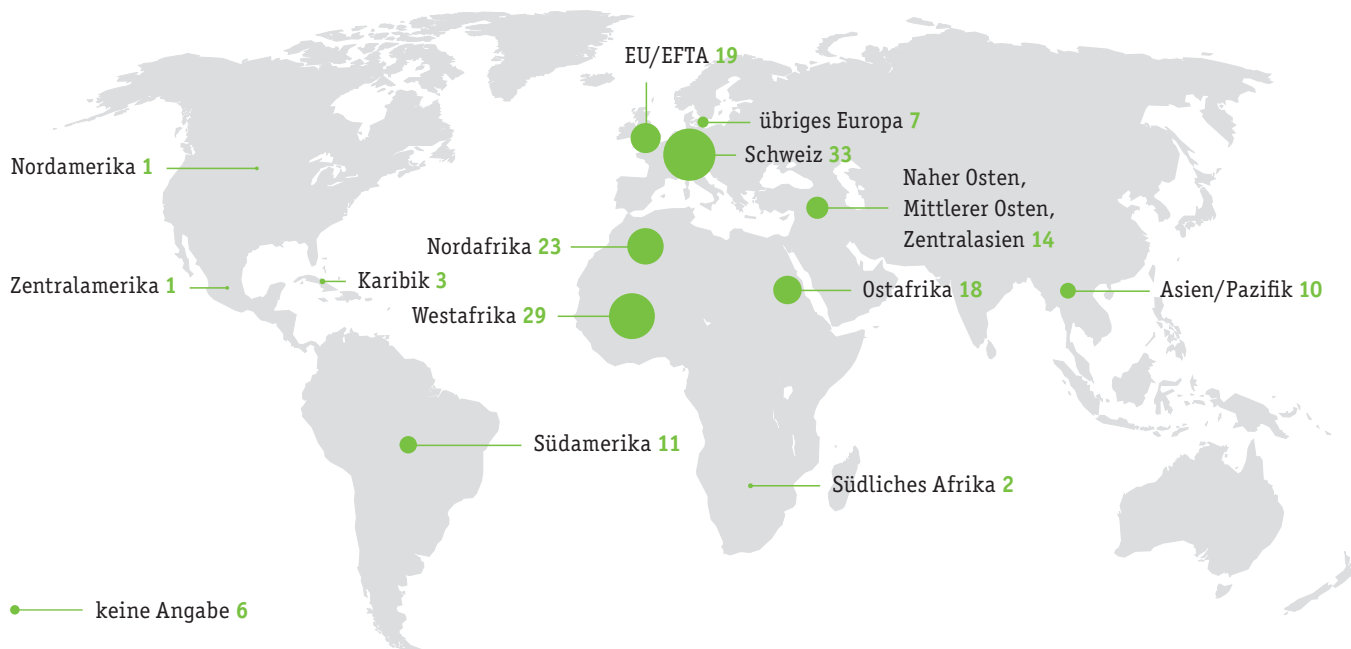 EU/EFTA 19
übriges Europa 7
Schweiz 33
Nordamerika 1
Naher Osten,
Mittlerer Osten,
Zentralasien 14
Nordafrika 23
Zentralamerika 1
Karibik 3
Ostafrika 18
Asien/Pazifik 10
Westafrika 29
Südamerika 11
Südliches Afrika 2
keine Angabe 6